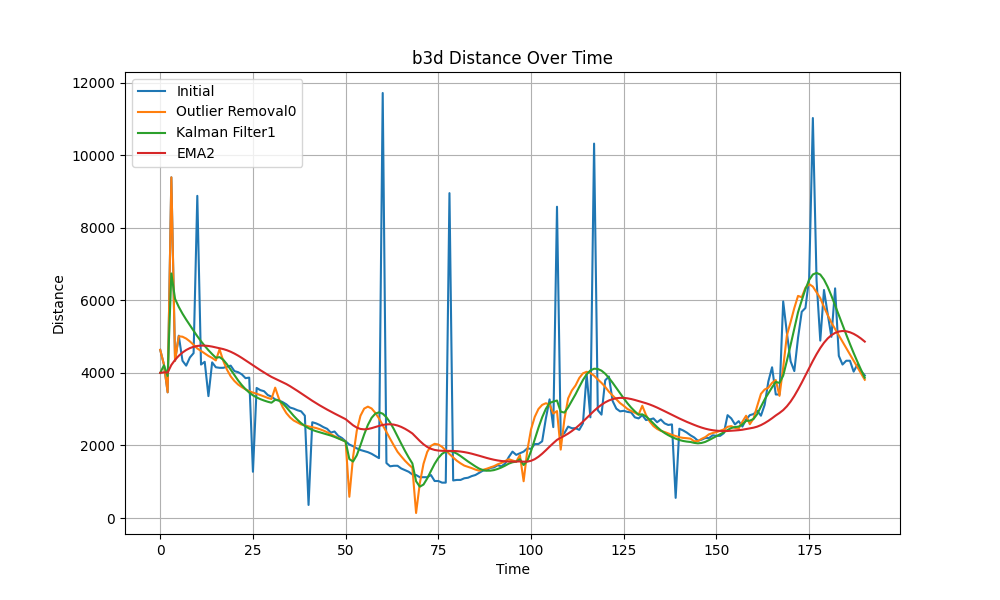 b3d Distance Over Time
12000
10000
8000
6000
4000
2000
0
Distance
Initial
Outlier Removal0
Kalman Filter1
EMA2
0 25 50 75 100 125 150 175
Time